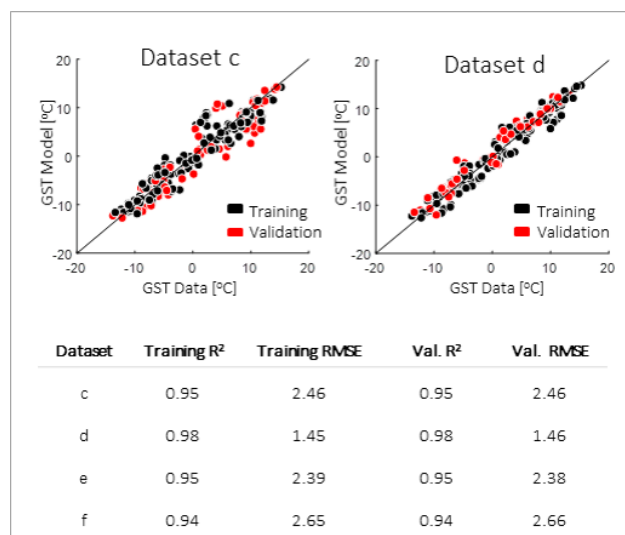 Dataset c
GST Model [ºC]
20
10
0
-10
-20
-20
-10
0
10
20
GST Data [ºC]
Training
Validation
Dataset d
GST Model [ºC]
20
10
0
-10
-20
-20
-10
0
10
20
GST Data [ºC]
Training
Validation
Dataset Training R² Training RMSE Val. R² Val. RMSE
c 0.95 2.46 0.95 2.46
d 0.98 1.45 0.98 1.46
e 0.95 2.39 0.95 2.38
f 0.94 2.65 0.94 2.66